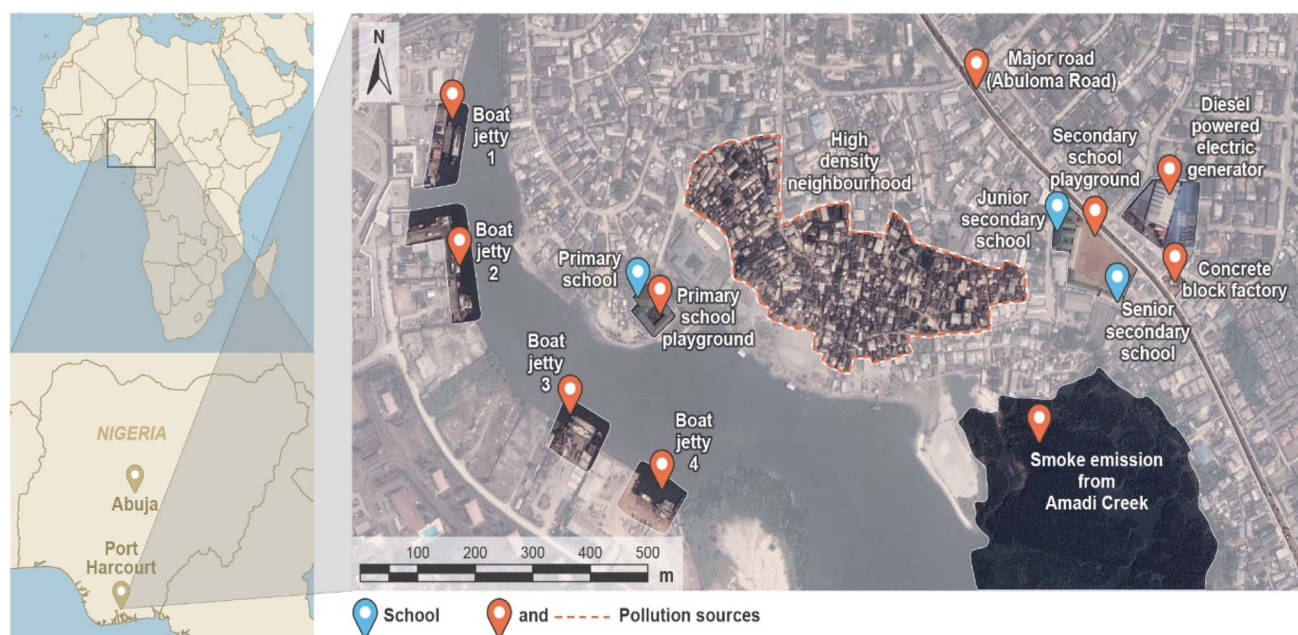 NIGERIA
Abuja
Port
Harcourt
N
Boat
jetty
1
Boat
jetty
2
Boat
jetty
3
Boat
jetty
4
Primary
school
Primary
school
playground
High
density
neighbourhood
Major road
(Abuloma Road)
Secondary
school
playground
Diesel
powered
electric
generator
Junior
secondary
school
Concrete
block factory
Senior
secondary
school
Smoke emission
from
Amadi Creek
100 200 300 400 500
m
School and Pollution sources